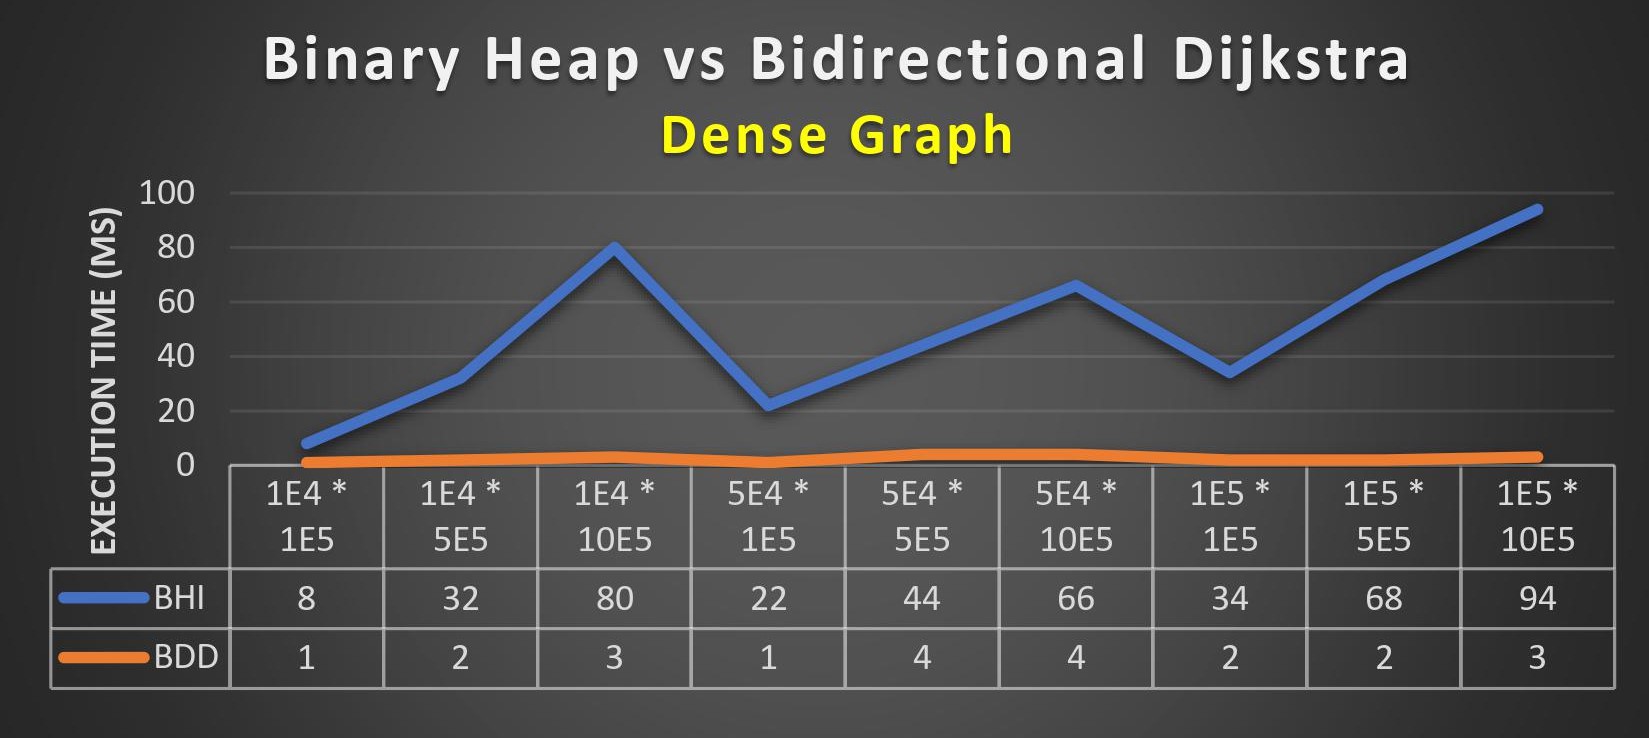 Binary Heap vs Bidirectional Dijkstra
Dense Graph
EXECUTION TIME (MS)
100
80
60
40
20
0
1E4 * 1E4 * 1E4 * 5E4 * 5E4 * 5E4 * 1E5 * 1E5 * 1E5 *
1E5 5E5 10E5 1E5 5E5 10E5 1E5 5E5 10E5
BHI 8 32 80 22 44 66 34 68 94
BDD 1 2 3 1 4 4 2 2 3